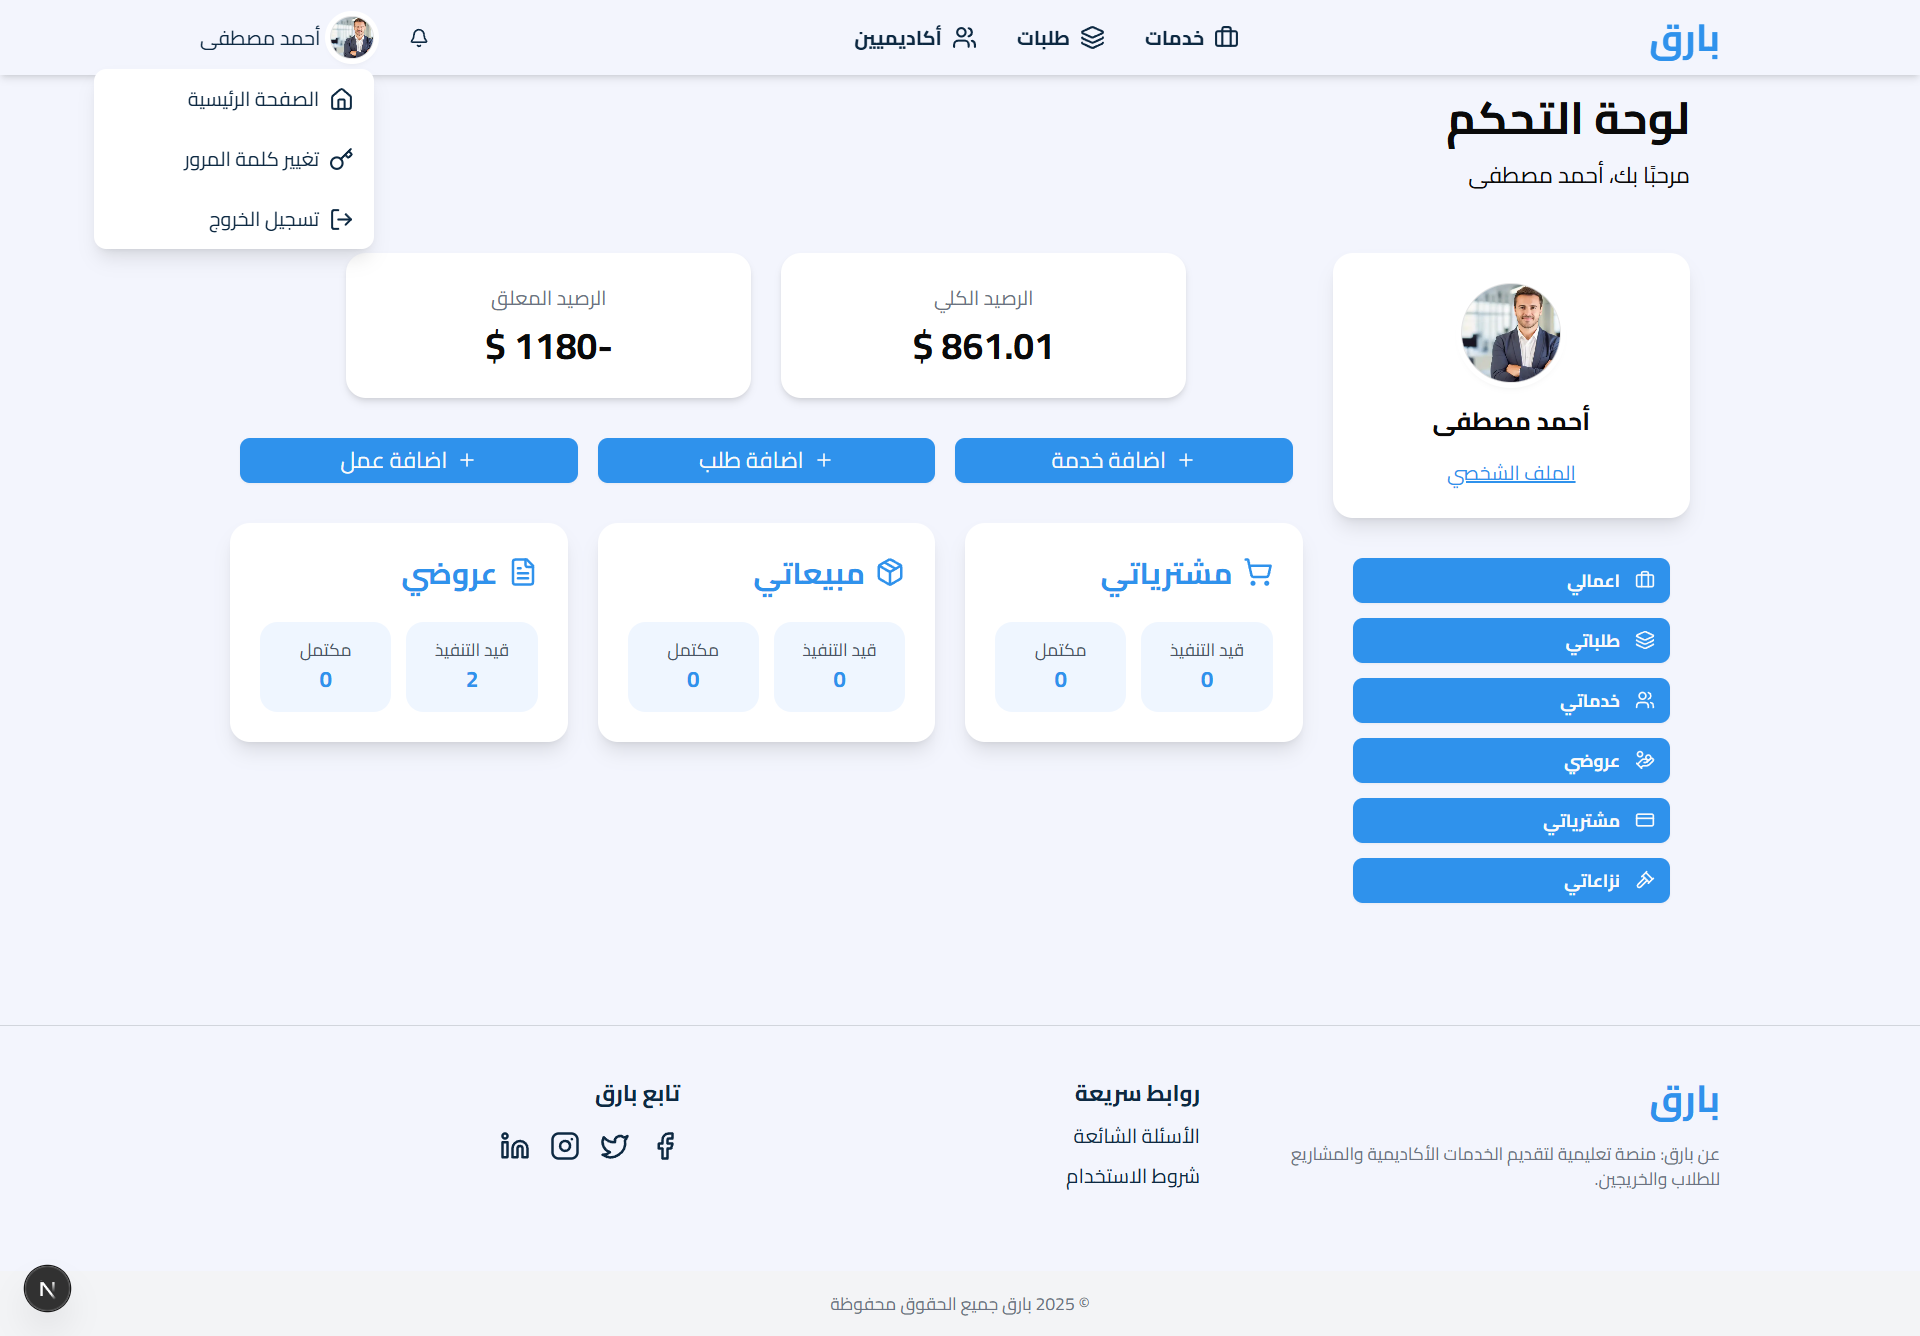 بارق
خدمات
طلبات
أكاديميين
أحمد مصطفى
الصفحة الرئيسية
تغيير كلمة المرور
تسجيل الخروج
لوحة التحكم
مرحبًا بك، أحمد مصطفى
أحمد مصطفى
الملف الشخصي
اعمالي
طلباتي
خدماتي
عروضي
مشترياتي
نزاعاتي
الرصيد الكلي
$ 861.01
الرصيد المعلق
$ 1180-
+ اضافة خدمة
+ اضافة طلب
+ اضافة عمل
مشترياتي
قيد التنفيذ
0
مكتمل
0
مبيعاتي
قيد التنفيذ
0
مكتمل
0
عروضي
قيد التنفيذ
2
مكتمل
0
بارق
عن بارق: منصة تعليمية لتقديم الخدمات الأكاديمية والمشاريع
للطلاب والخريجين.
روابط سريعة
الأسئلة الشائعة
شروط الاستخدام
تابع بارق
© 2025 بارق جميع الحقوق محفوظة
N